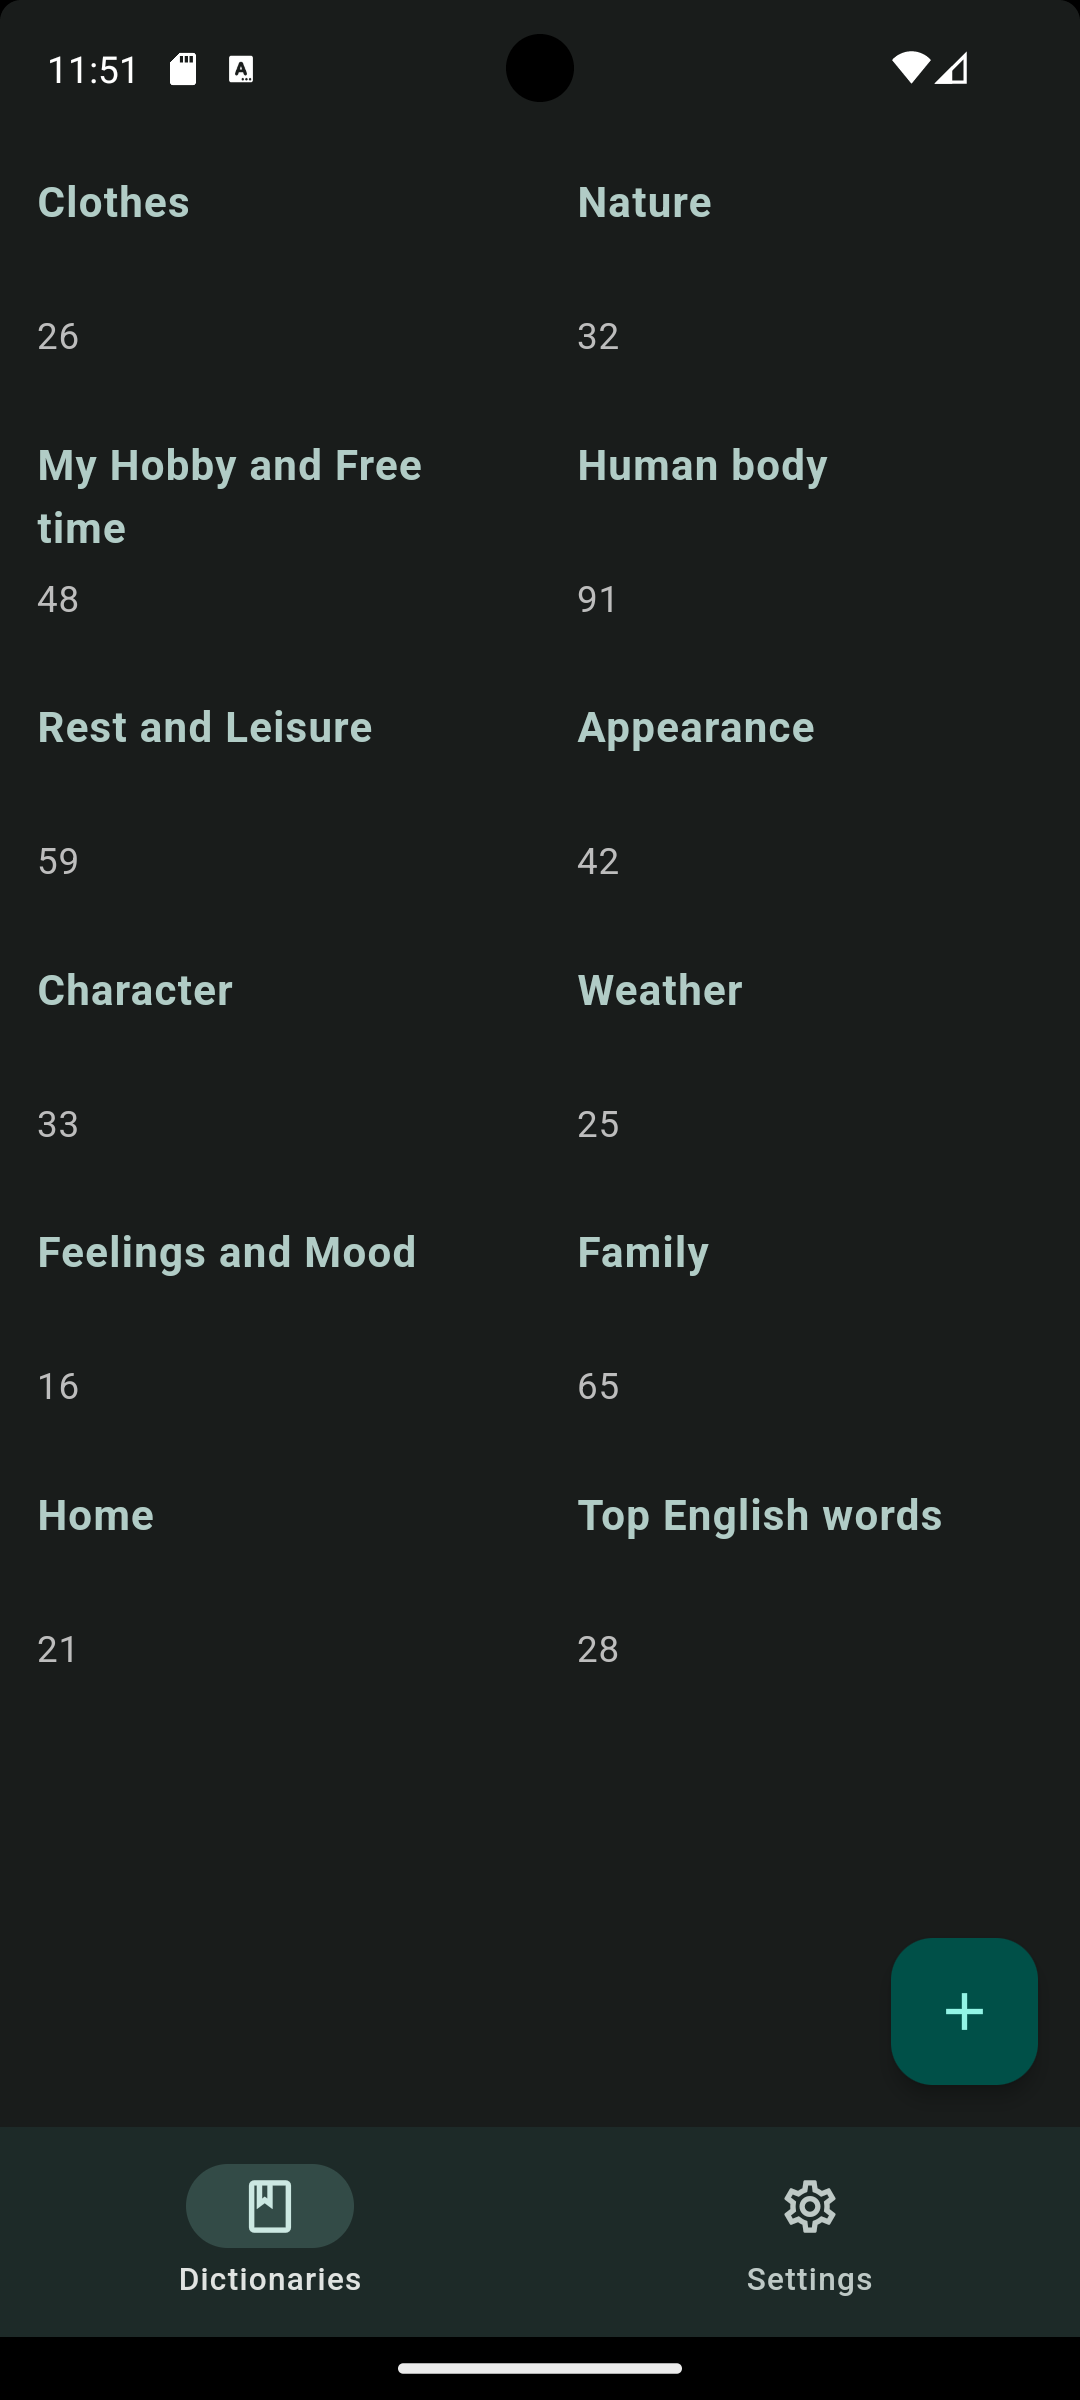 11:51
Clothes
26
Nature
32
My Hobby and Free
time
48
Human body
91
Rest and Leisure
59
Appearance
42
Character
33
Weather
25
Feelings and Mood
16
Family
65
Home
21
Top English words
28
Dictionaries
Settings